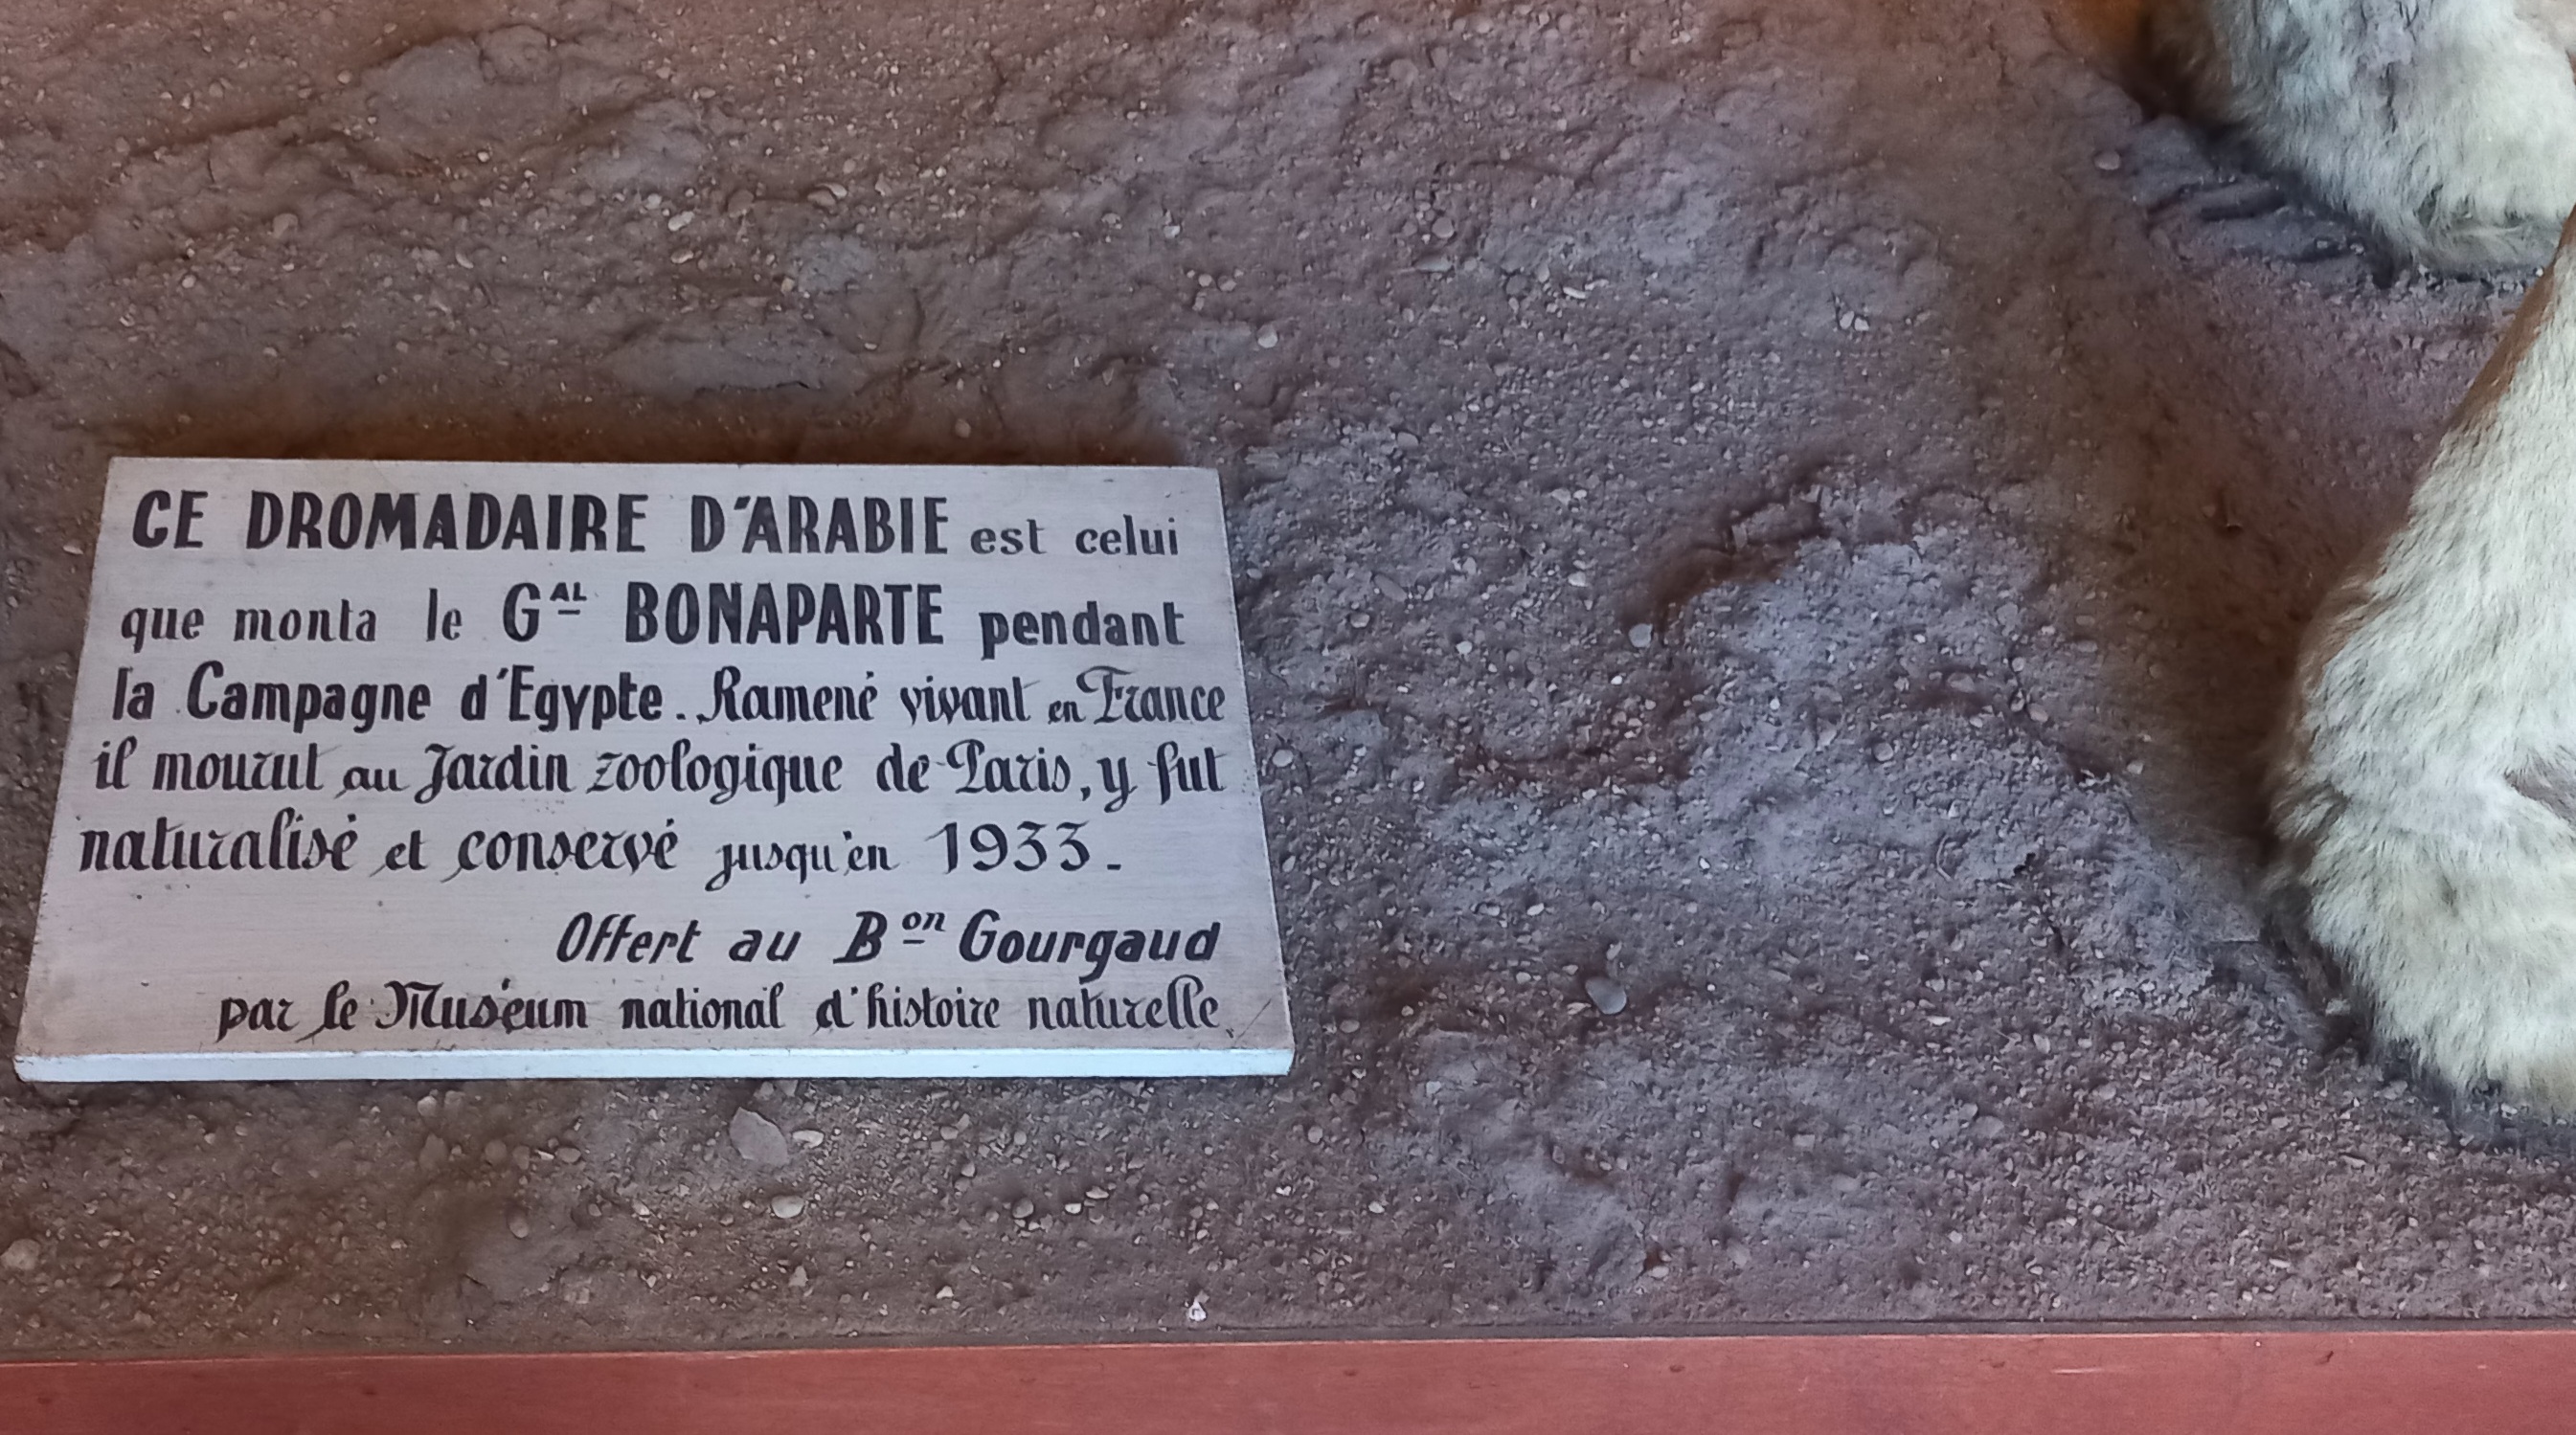 CE DROMADAIRE D'ARABIE est celui
que monta le Gᴬᴸ BONAPARTE pendant
la Campagne d'Egypte. Ramené vivant en France
il mourut au Jardin zoologique de Paris, y fut
naturalisé et conservé jusqu'en 1933-
Offert au Bᵒⁿ Gourgaud
par le Muséum national d'histoire naturelle.